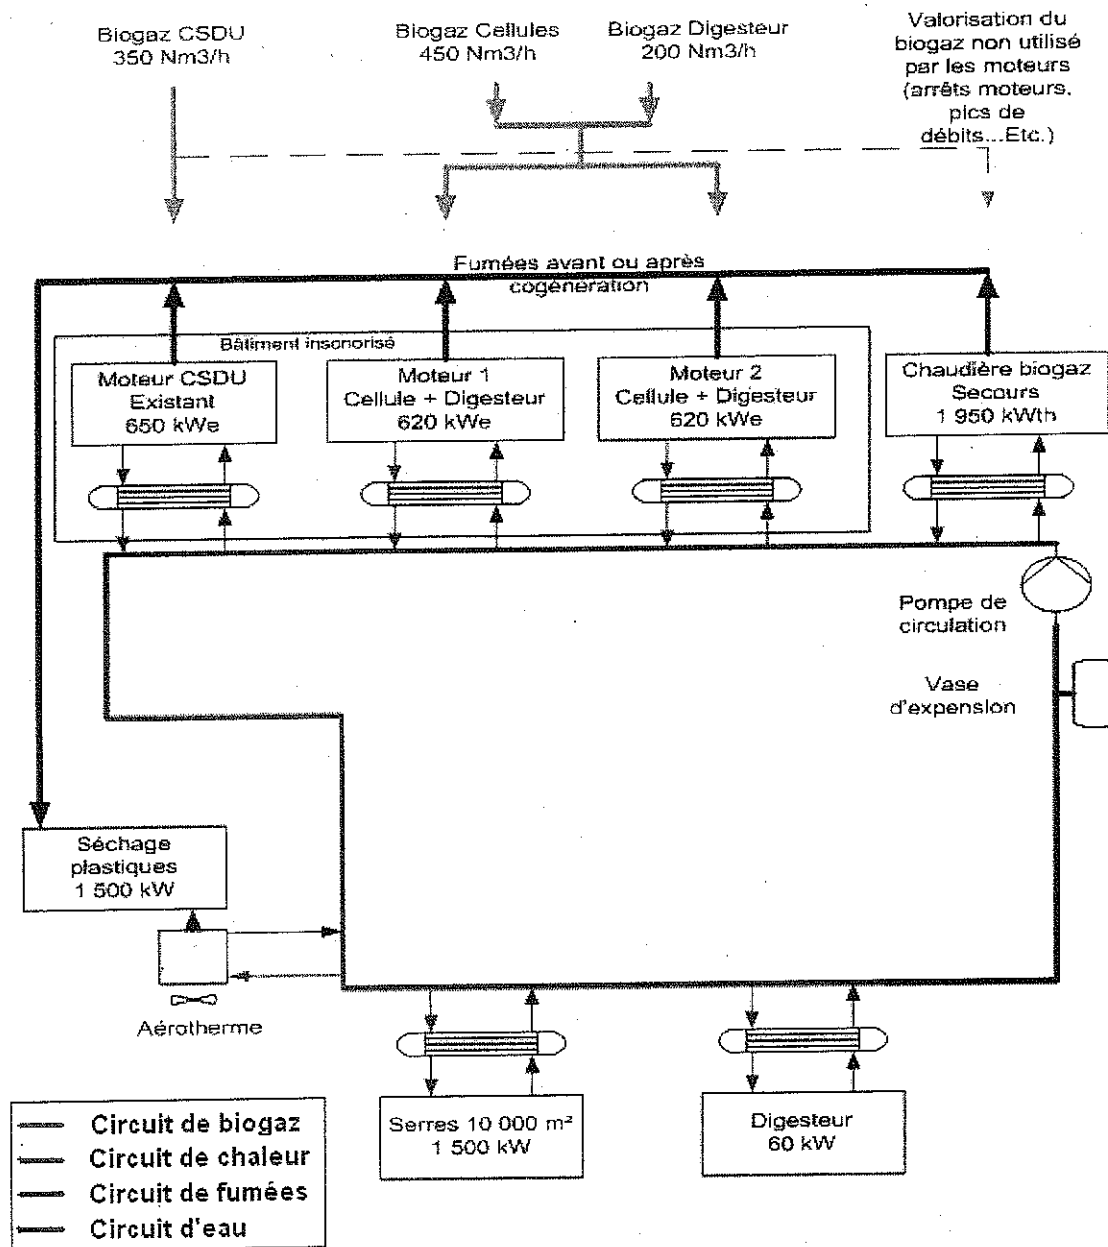 Biogaz CSDU
350 Nm3/h
Biogaz Cellules
450 Nm3/h
Biogaz Digesteur
200 Nm3/h
Valorisation du
biogaz non utilisé
par les moteurs
(arrêts moteurs,
pics de
débits...Etc.)
Fumées avant ou après
cogénération
Bâtiment insonorisé
Moteur CSDU
Existant
650 kWe
Moteur 1
Cellule + Digesteur
620 kWe
Moteur 2
Cellule + Digesteur
620 kWe
Chaudière biogaz
Secours
1 950 kWth
Pompe de
circulation
Vase
d'expension
Séchage
plastiques
1 500 kW
Aérotherme
Serres 10 000 m²
1 500 kW
Digesteur
60 kW
Circuit de biogaz
Circuit de chaleur
Circuit de fumées
Circuit d'eau